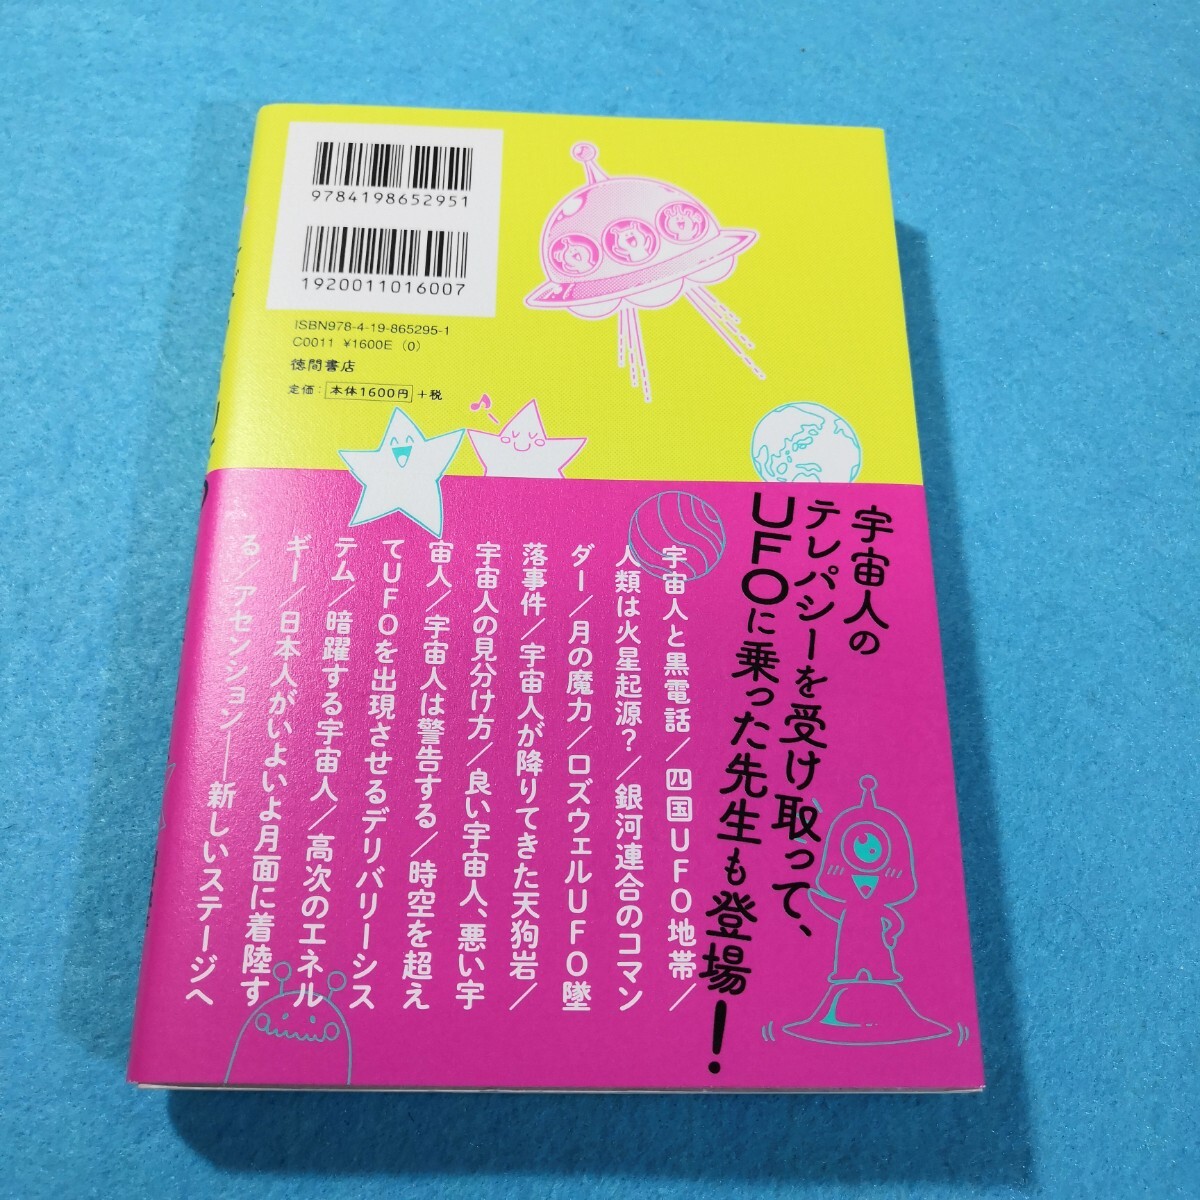 9784198652951
1920011016007
ISBN978-4-19-865295-1
C0011 ¥1600E (0)
徳間書店
定価：本体1600円＋税
宇宙人の
テレパシーを受け取って、
UFOに乗った先生も登場！
宇宙人と黒電話／四国UFO地帯／
人類は火星起源？／銀河連合のコマン
ダー／月の魔力／ロズウェルUFO墜
落事件／宇宙人が降りてきた天狗岩／
宇宙人の見分け方／良い宇宙人、悪い宇
宙人／宇宙人は警告する／時空を超え
てUFOを出現させるデリバリーシス
テム／暗躍する宇宙人／高次のエネル
ギー／日本人がいよいよ月面に着陸す
る／アセンション──新しいステージへ